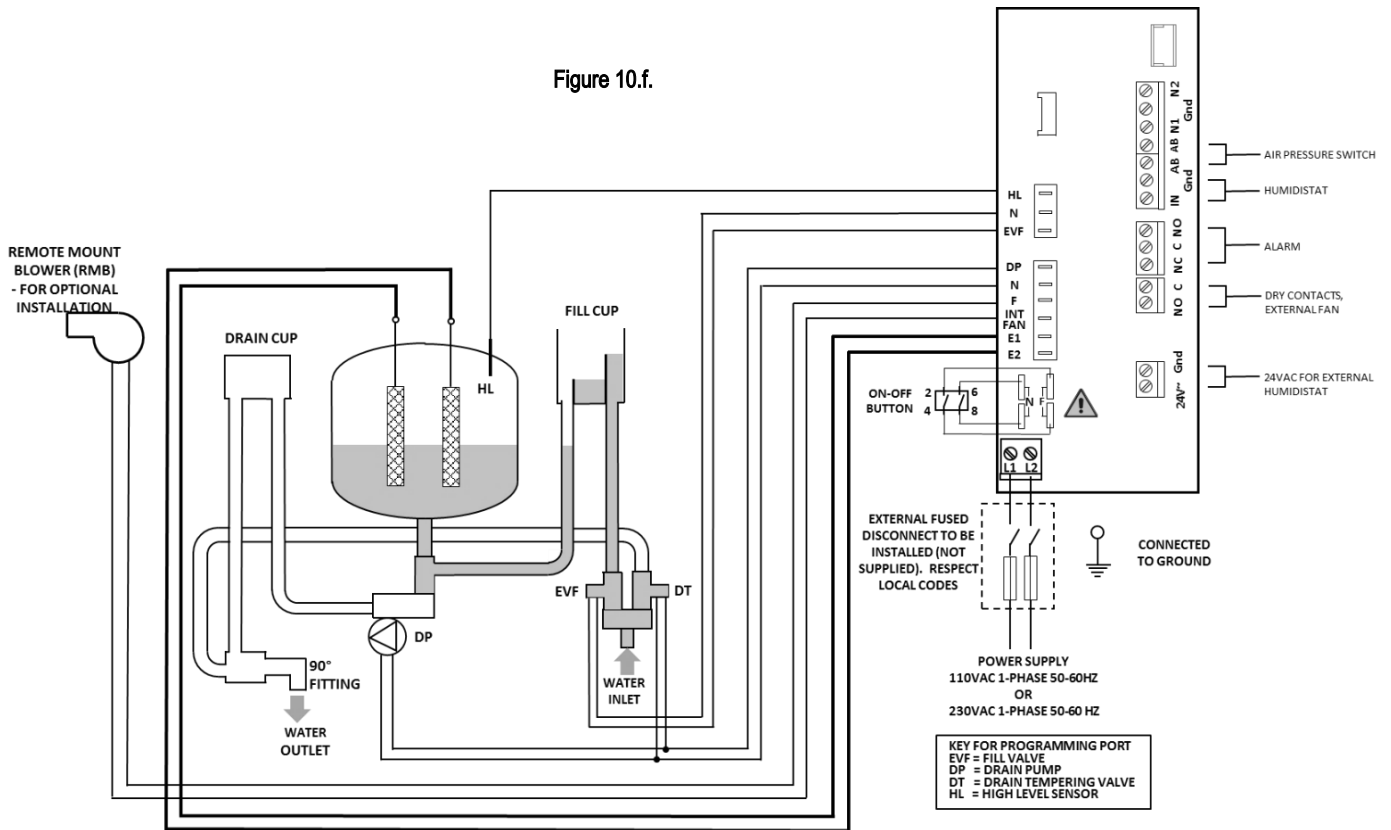 Figure 10.f.
REMOTE MOUNT
BLOWER (RMB)
- FOR OPTIONAL
INSTALLATION
DRAIN CUP
HL
FILL CUP
EVF
DT
DP
90°
FITTING
WATER
OUTLET
WATER
INLET
HL
N
EVF
DP
N
F
INT
FAN
E1
E2
ON-OFF
BUTTON
2
6
4
8
N
F
L1
L2
N2
Gnd
N1
AB
AB
Gnd
IN
NO
C
NC
C
NO
Gnd
24V~
AIR PRESSURE SWITCH
HUMIDISTAT
ALARM
DRY CONTACTS,
EXTERNAL FAN
24VAC FOR EXTERNAL
HUMIDISTAT
EXTERNAL FUSED
DISCONNECT TO BE
INSTALLED (NOT
SUPPLIED). RESPECT
LOCAL CODES
CONNECTED
TO GROUND
POWER SUPPLY
110VAC 1-PHASE 50-60HZ
OR
230VAC 1-PHASE 50-60 HZ
KEY FOR PROGRAMMING PORT
EVF = FILL VALVE
DP = DRAIN PUMP
DT = DRAIN TEMPERING VALVE
HL = HIGH LEVEL SENSOR